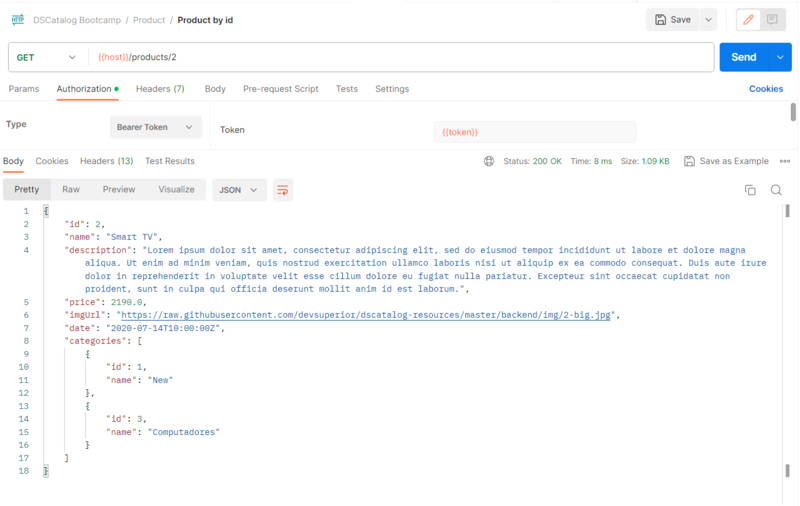 HTTP DSCatalog Bootcamp / Product / Product by id Save
GET {{host}}/products/2 Send
Params Authorization Headers (7) Body Pre-request Script Tests Settings Cookies
Type Bearer Token Token {{token}}
Body Cookies Headers (13) Test Results Status: 200 OK Time: 8 ms Size: 1.09 KB Save as Example
Pretty Raw Preview Visualize JSON
1 {
2 "id": 2,
3 "name": "Smart TV",
4 "description": "Lorem ipsum dolor sit amet, consectetur adipiscing elit, sed do eiusmod tempor incididunt ut labore et dolore magna
aliqua. Ut enim ad minim veniam, quis nostrud exercitation ullamco laboris nisi ut aliquip ex ea commodo consequat. Duis aute irure
dolor in reprehenderit in voluptate velit esse cillum dolore eu fugiat nulla pariatur. Excepteur sint occaecat cupidatat non
proident, sunt in culpa qui officia deserunt mollit anim id est laborum.",
5 "price": 2190.0,
6 "imgUrl": "https://raw.githubusercontent.com/devsuperior/dscatalog-resources/master/backend/img/2-big.jpg",
7 "date": "2020-07-14T10:00:00Z",
8 "categories": [
9 {
10 "id": 1,
11 "name": "New"
12 },
13 {
14 "id": 3,
15 "name": "Computadores"
16 }
17 ]
18 }